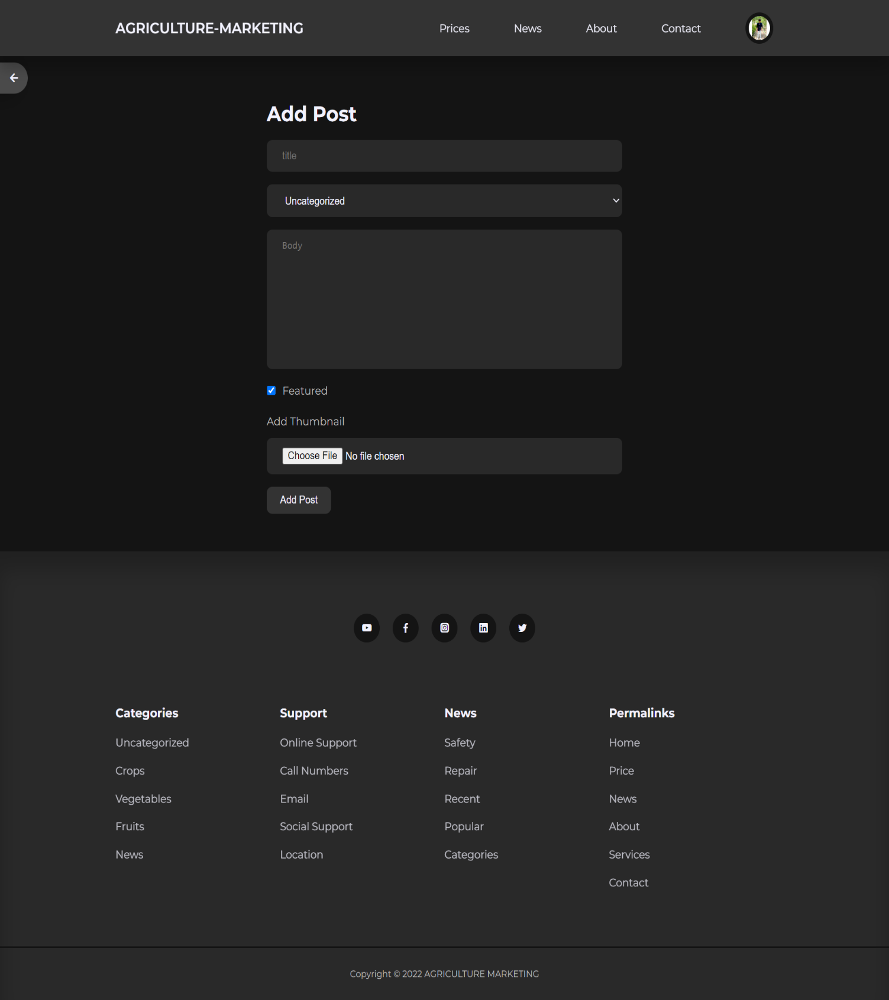 AGRICULTURE-MARKETING
Prices
News
About
Contact
Add Post
title
Uncategorized
Body
Featured
Add Thumbnail
Choose File No file chosen
Add Post
Categories
Uncategorized
Crops
Vegetables
Fruits
News
Support
Online Support
Call Numbers
Email
Social Support
Location
News
Safety
Repair
Recent
Popular
Categories
Permalinks
Home
Price
News
About
Services
Contact
Copyright © 2022 AGRICULTURE MARKETING